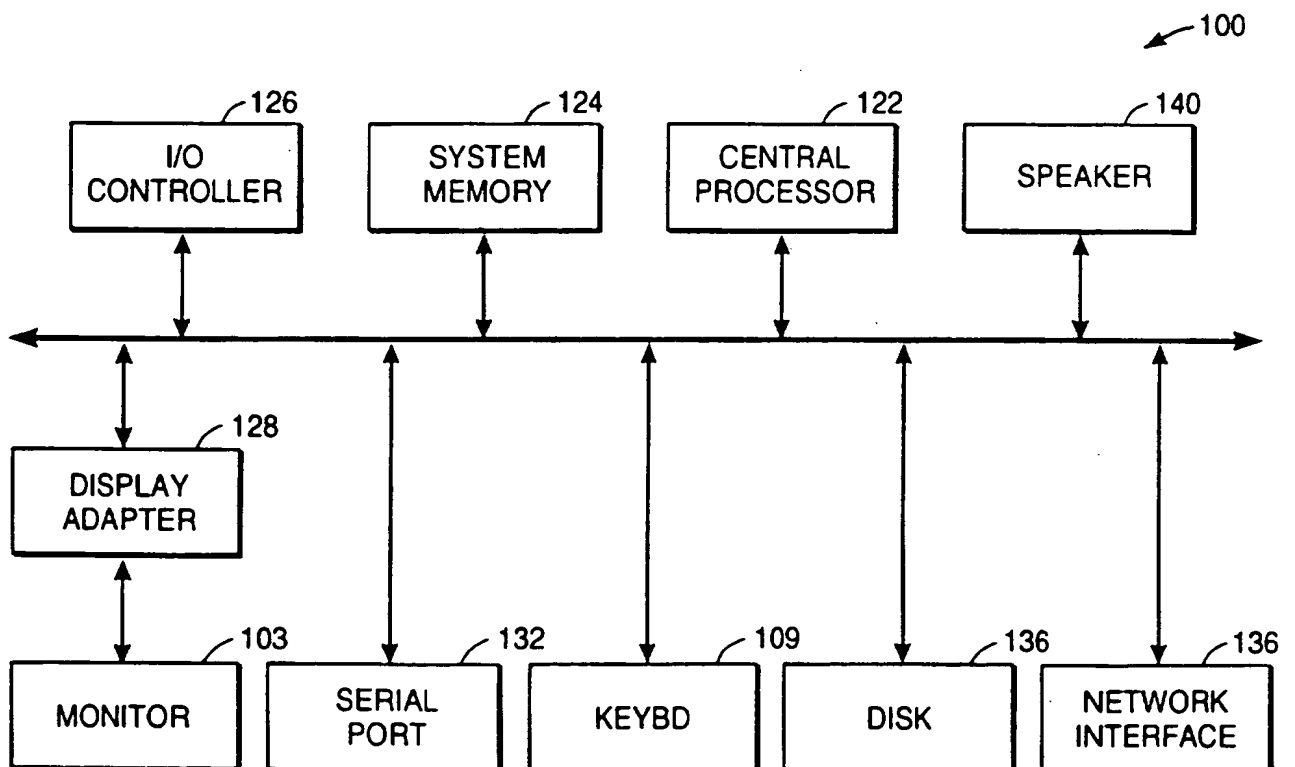 100
126
124
122
140
I/O
CONTROLLER
SYSTEM
MEMORY
CENTRAL
PROCESSOR
SPEAKER
128
DISPLAY
ADAPTER
103
132
109
136
136
MONITOR
SERIAL
PORT
KEYBD
DISK
NETWORK
INTERFACE